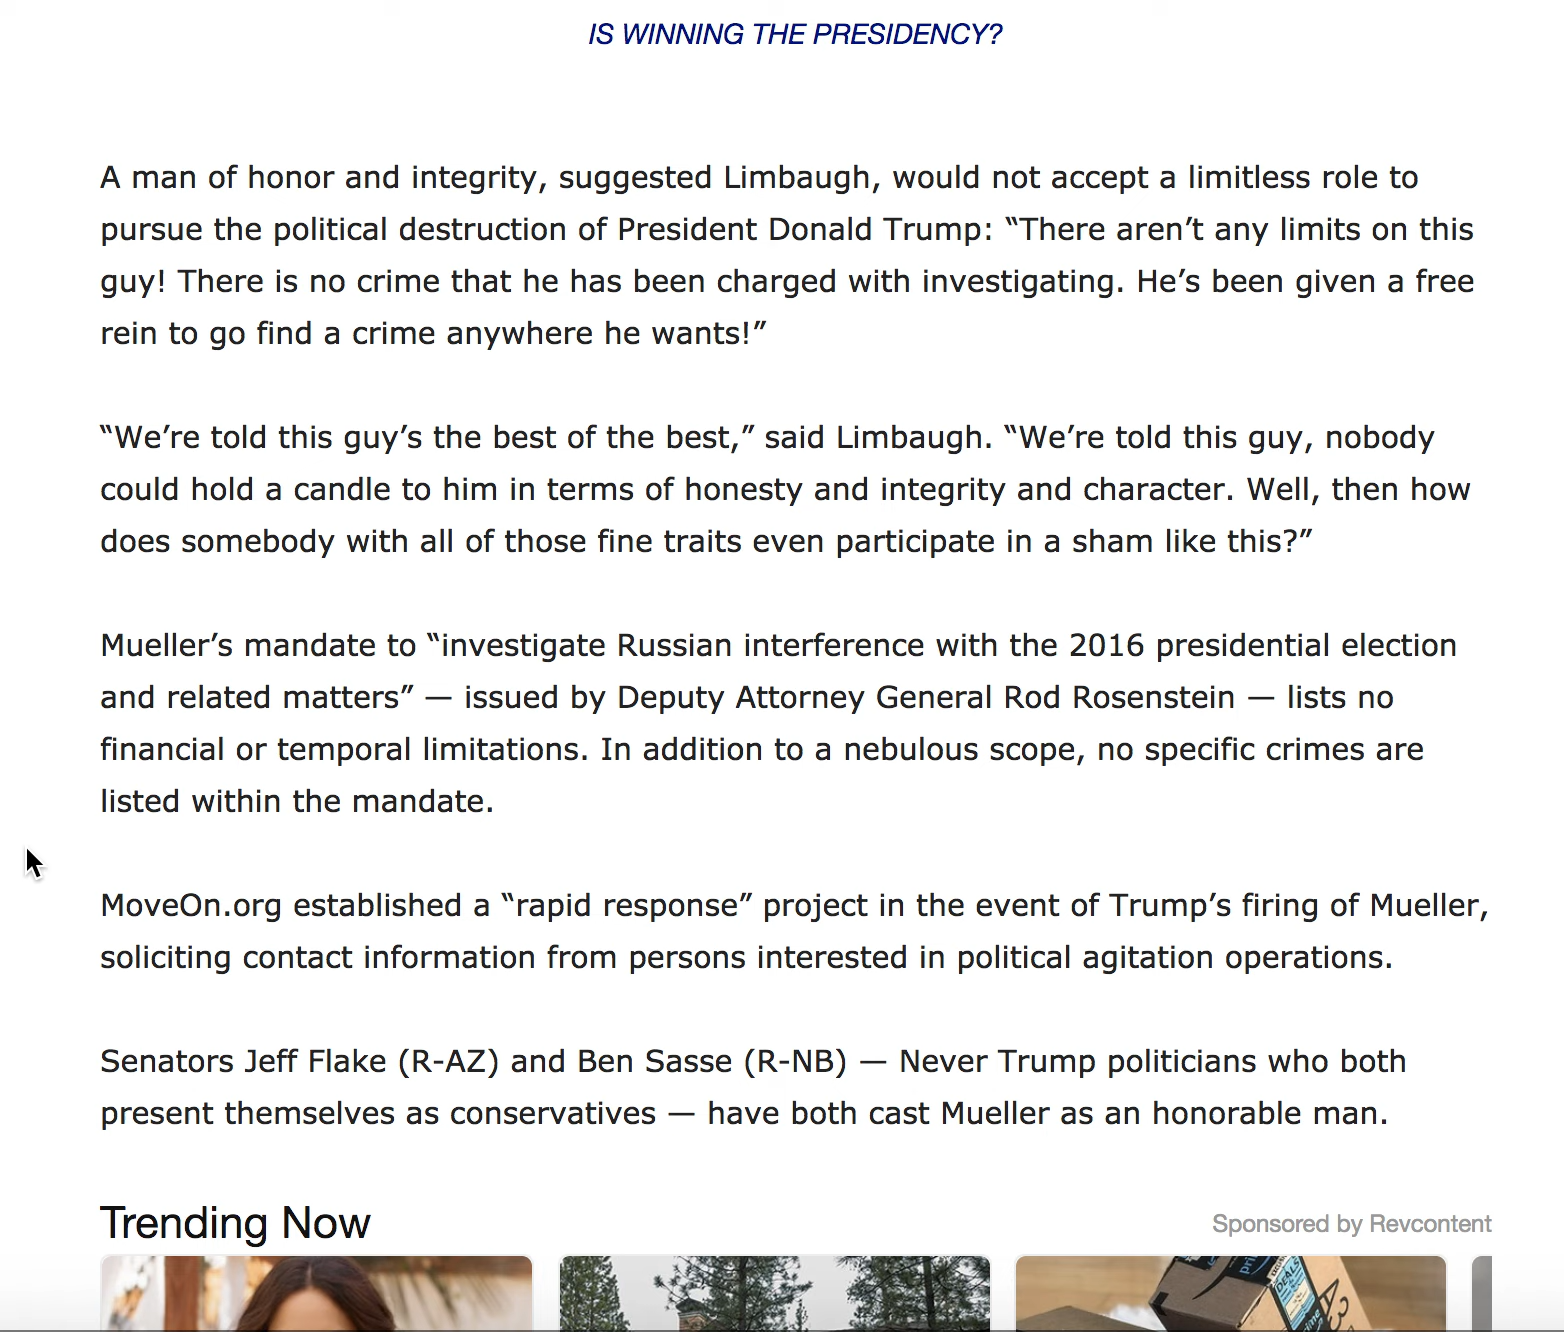 IS WINNING THE PRESIDENCY?
A man of honor and integrity, suggested Limbaugh, would not accept a limitless role to
pursue the political destruction of President Donald Trump: “There aren’t any limits on this
guy! There is no crime that he has been charged with investigating. He’s been given a free
rein to go find a crime anywhere he wants!”
“We’re told this guy’s the best of the best,” said Limbaugh. “We’re told this guy, nobody
could hold a candle to him in terms of honesty and integrity and character. Well, then how
does somebody with all of those fine traits even participate in a sham like this?”
Mueller’s mandate to “investigate Russian interference with the 2016 presidential election
and related matters” — issued by Deputy Attorney General Rod Rosenstein — lists no
financial or temporal limitations. In addition to a nebulous scope, no specific crimes are
listed within the mandate.
MoveOn.org established a “rapid response” project in the event of Trump’s firing of Mueller,
soliciting contact information from persons interested in political agitation operations.
Senators Jeff Flake (R-AZ) and Ben Sasse (R-NB) — Never Trump politicians who both
present themselves as conservatives — have both cast Mueller as an honorable man.
Trending Now
Sponsored by Revcontent
DEALS